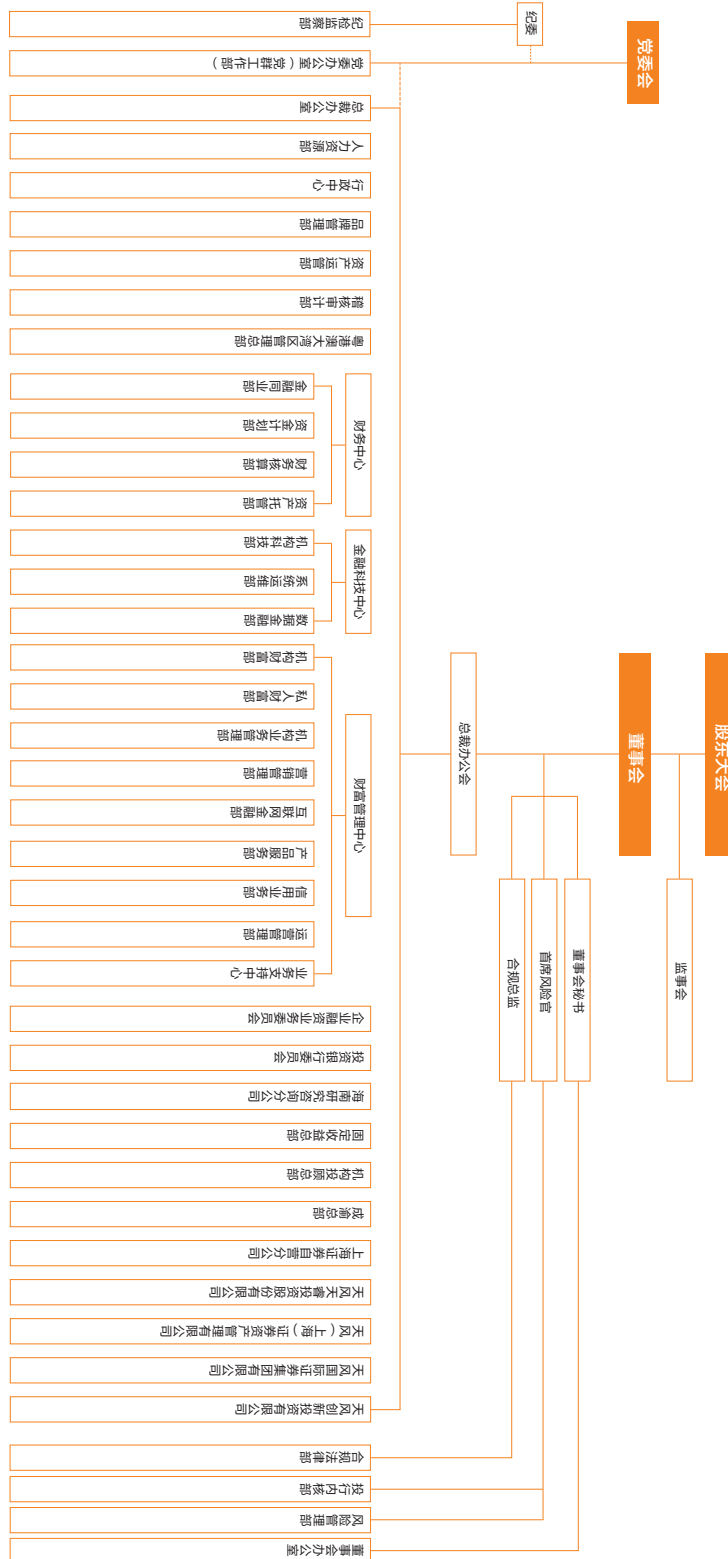 股东大会
监事会
董事会
董事会秘书
首席风险官
合规总监
总裁办公会
党委会
纪委
纪检监察部
党委办公室（党群工作部）
总裁办公室
人力资源部
行政中心
品牌管理部
资产运管部
稽核审计部
粤港澳大湾区管理总部
财务中心
金融同业部
资金计划部
财务核算部
资产托管部
金融科技中心
机构科技部
系统运维部
数据金融部
财富管理中心
机构财富部
私人财富部
机构业务管理部
营销管理部
互联网金融部
产品服务部
信用业务部
运营管理部
业务支持中心
企业融资业务委员会
投资银行委员会
海南研究咨询分公司
固定收益总部
机构投顾总部
成渝总部
上海证券自营分公司
天风天睿投资股份有限公司
天风（上海）证券资产管理有限公司
天风国际证券集团有限公司
天风创新投资有限公司
合规法律部
投行内核部
风险管理部
董事会办公室